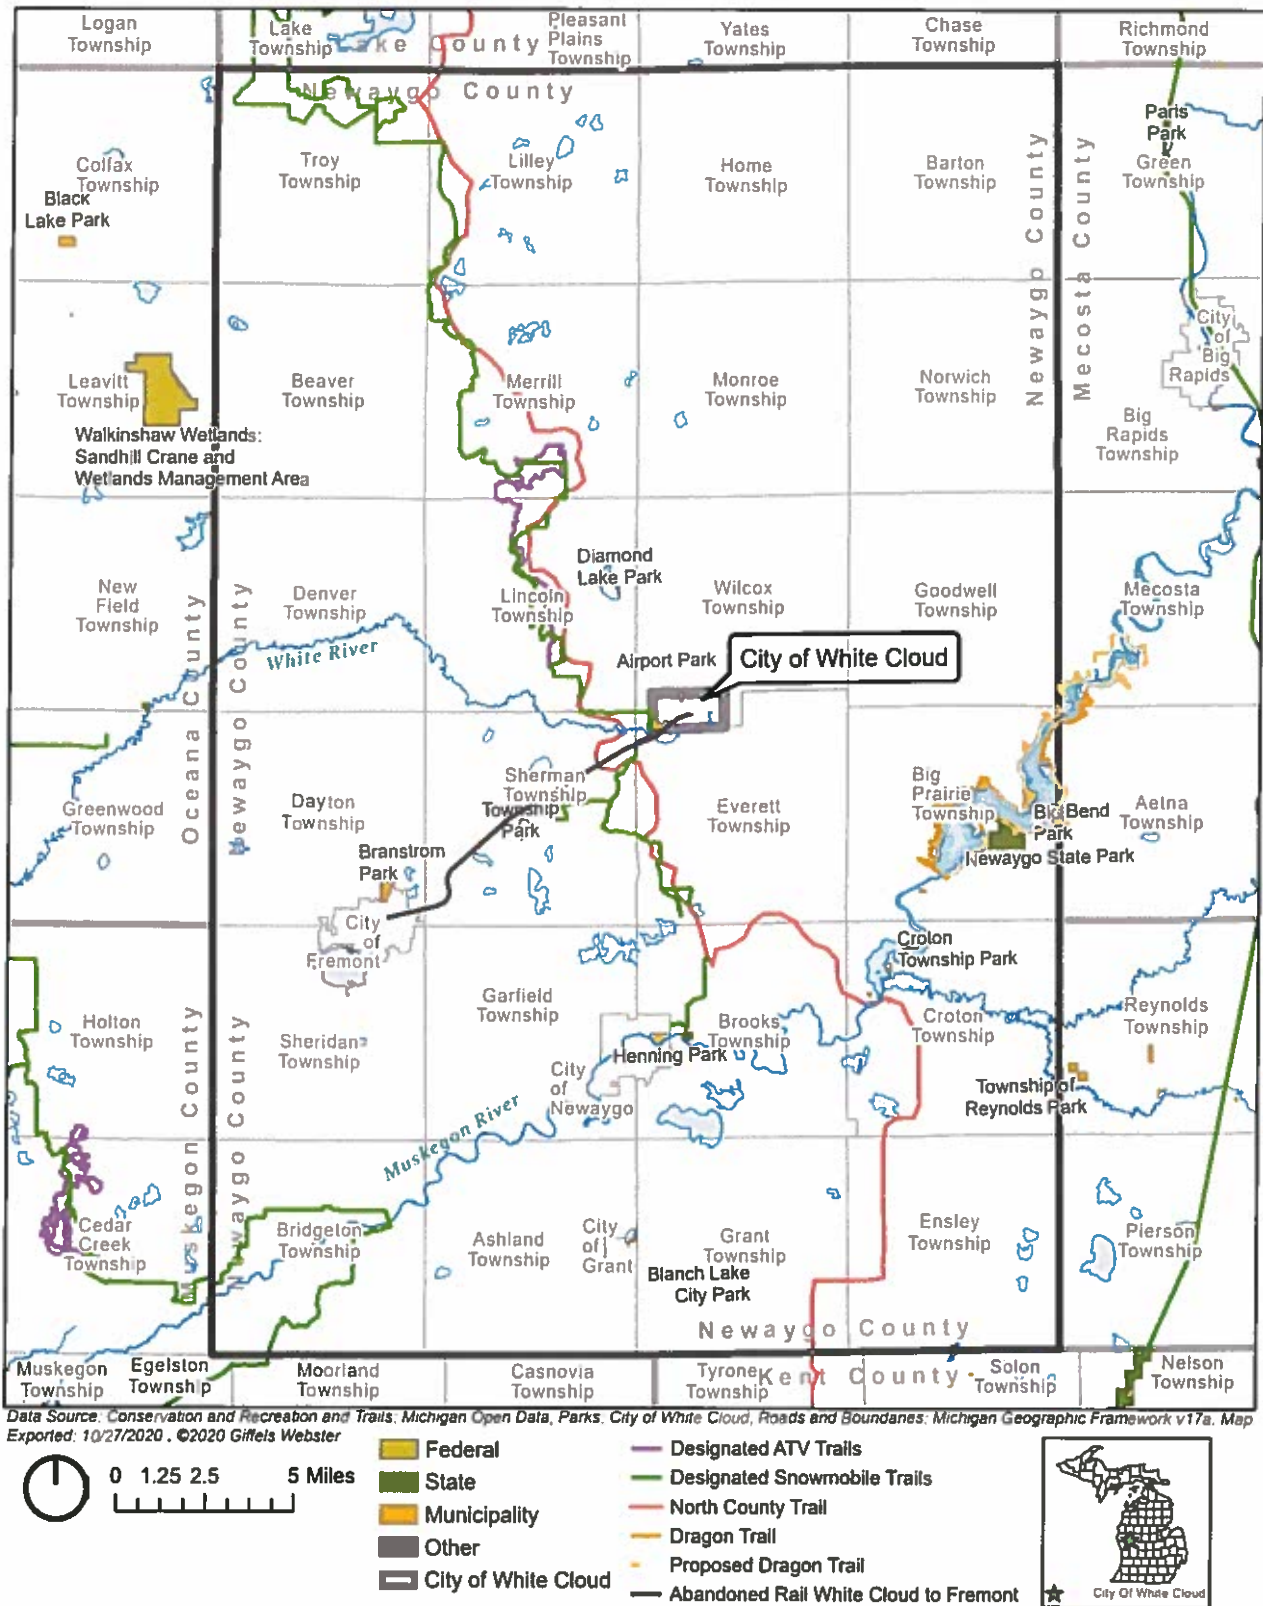 Logan
Township
Lake
Township
Lake County
Pleasant
Plains
Township
Yates
Township
Chase
Township
Richmond
Township
Newaygo County
Paris
Park
Colfax
Township
Troy
Township
Lilley
Township
Home
Township
Barton
Township
Green
Township
Black
Lake Park
Newaygo County
Mecosta County
City
of
Big
Rapids
Leavitt
Township
Beaver
Township
Merrill
Township
Monroe
Township
Norwich
Township
Big
Rapids
Township
Walkinshaw Wetlands:
Sandhill Crane and
Wetlands Management Area
Diamond
Lake Park
New
Field
Township
Denver
Township
Lincoln
Township
Wilcox
Township
Goodwell
Township
Mecosta
Township
Oceana County
Newaygo County
White River
Airport Park
City of White Cloud
Greenwood
Township
Dayton
Township
Sherman
Township
Township
Park
Everett
Township
Big
Prairie
Township
Big Bend
Park
Aetna
Township
Newaygo State Park
Branstrom
Park
City
of
Fremont
Croton
Township Park
Holton
Township
Sheridan
Township
Garfield
Township
Brooks
Township
Croton
Township
Reynolds
Township
Henning Park
City
of
Newaygo
Township of
Reynolds Park
Muskegon County
Newaygo County
Muskegon River
Cedar
Creek
Township
Bridgeton
Township
Ashland
Township
City
of
Grant
Grant
Township
Ensley
Township
Pierson
Township
Blanch Lake
City Park
Newaygo County
Muskegon
Township
Egelston
Township
Moorland
Township
Casnovia
Township
Tyrone
Township
Kent County
Solon
Township
Nelson
Township
Data Source: Conservation and Recreation and Trails: Michigan Open Data, Parks: City of White Cloud, Roads and Boundaries: Michigan Geographic Framework v17a. Map
Exported: 10/27/2020. ©2020 Giffels Webster
0 1.25 2.5 5 Miles
Federal
State
Municipality
Other
City of White Cloud
Designated ATV Trails
Designated Snowmobile Trails
North County Trail
Dragon Trail
Proposed Dragon Trail
Abandoned Rail White Cloud to Fremont
City Of White Cloud